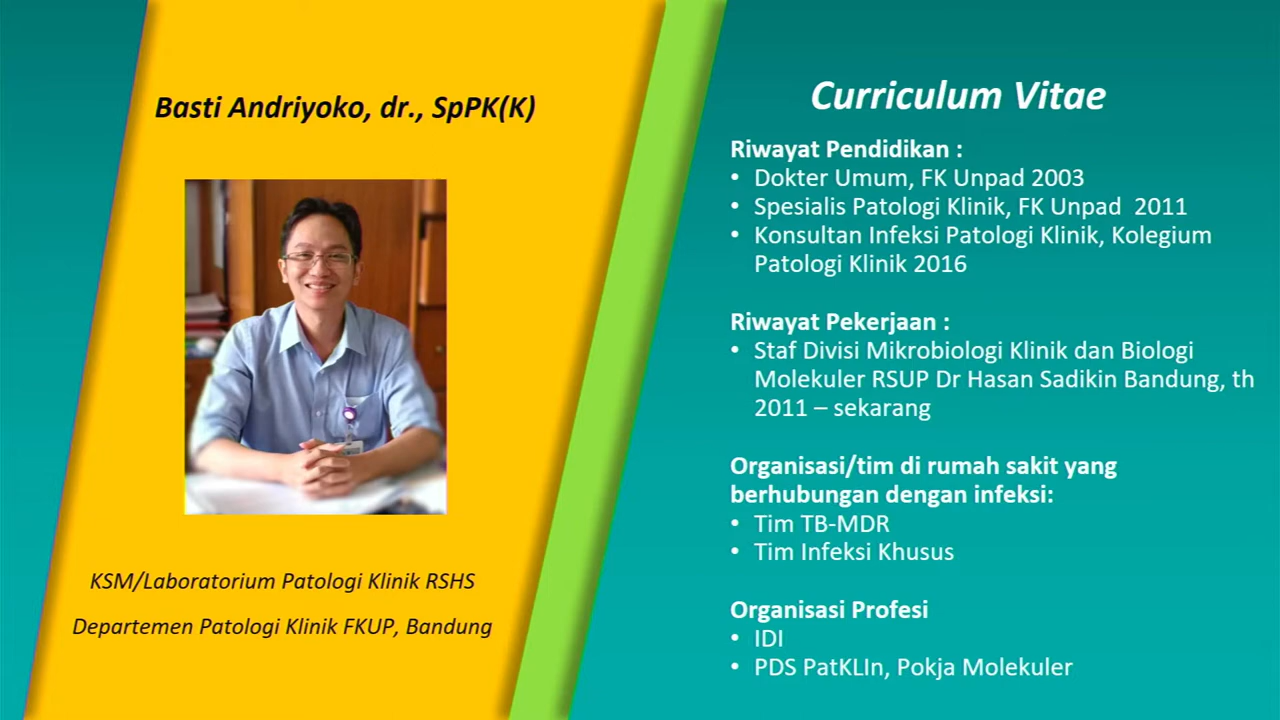 Basti Andriyoko, dr., SpPK(K)
KSM/Laboratorium Patologi Klinik RSHS
Departemen Patologi Klinik FKUP, Bandung
Curriculum Vitae
Riwayat Pendidikan :
• Dokter Umum, FK Unpad 2003
• Spesialis Patologi Klinik, FK Unpad 2011
• Konsultan Infeksi Patologi Klinik, Kolegium
Patologi Klinik 2016
Riwayat Pekerjaan :
• Staf Divisi Mikrobiologi Klinik dan Biologi
Molekuler RSUP Dr Hasan Sadikin Bandung, th
2011 – sekarang
Organisasi/tim di rumah sakit yang
berhubungan dengan infeksi:
• Tim TB-MDR
• Tim Infeksi Khusus
Organisasi Profesi
• IDI
• PDS PatKLIn, Pokja Molekuler